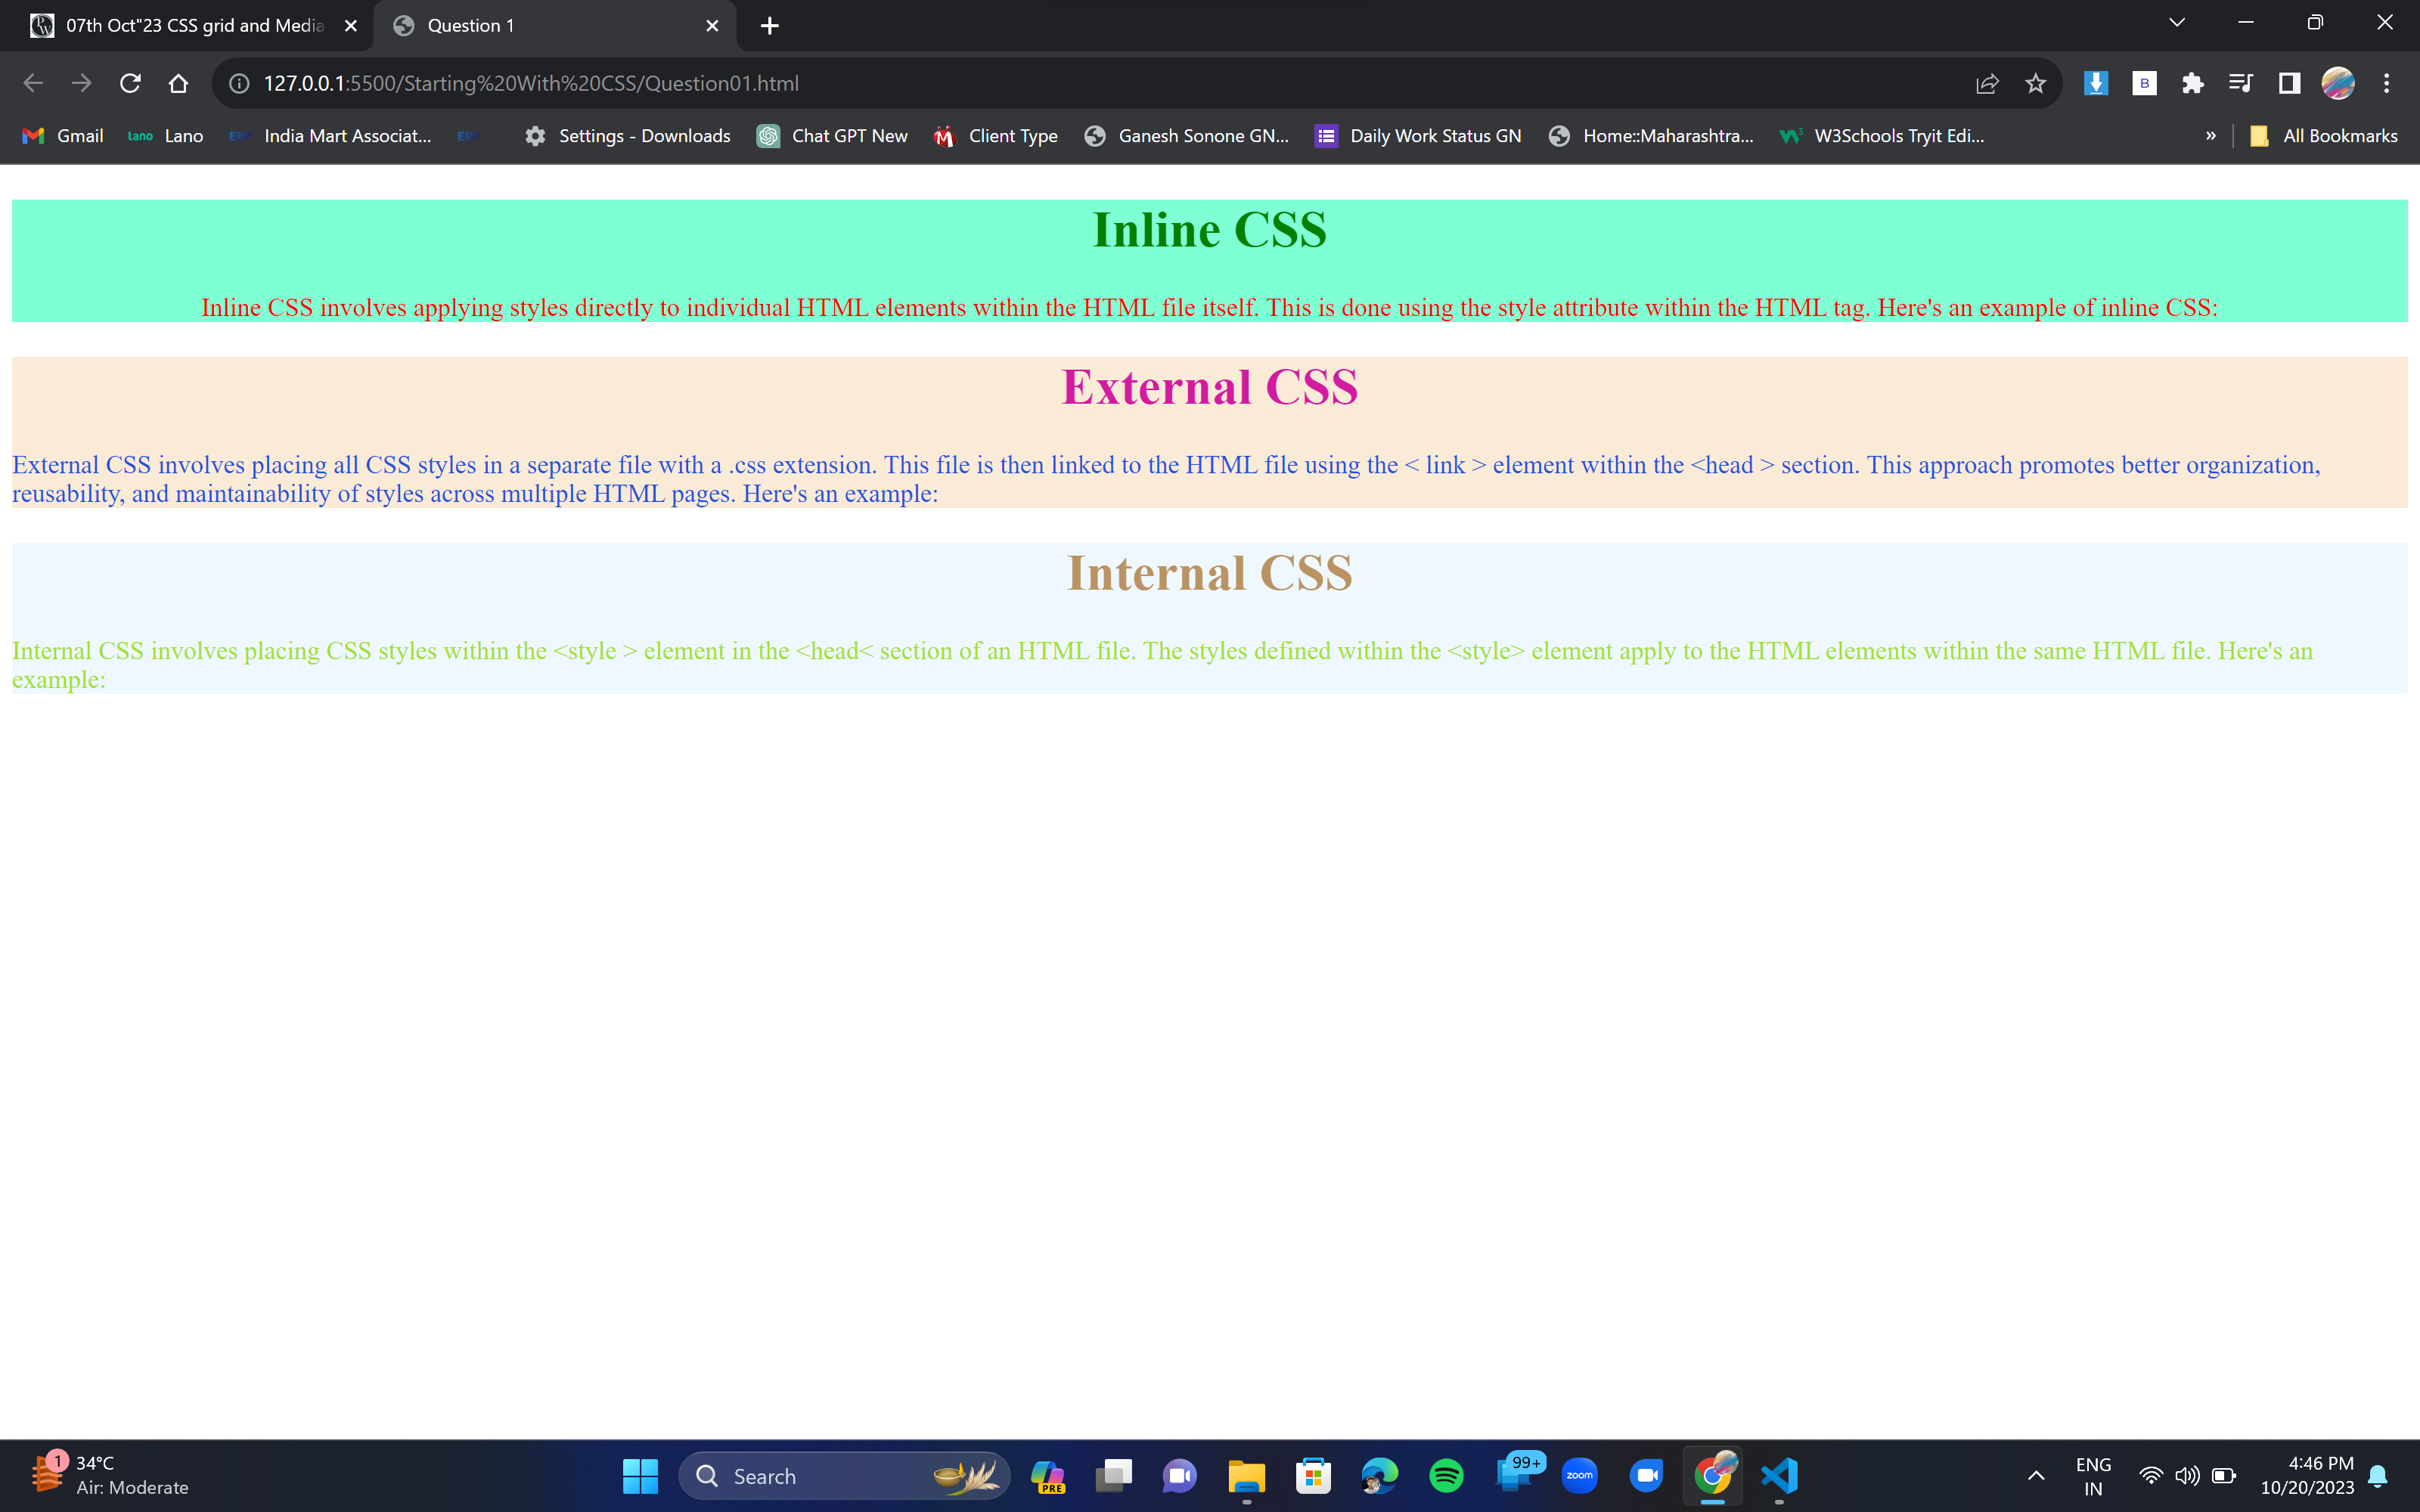 07th Oct"23 CSS grid and Media
Question 1
127.0.0.1:5500/Starting%20With%20CSS/Question01.html
B
Gmail lano Lano ERP India Mart Associat... ERP Settings - Downloads Chat GPT New Client Type Ganesh Sonone GN... Daily Work Status GN Home::Maharashtra... W3Schools Tryit Edi... » All Bookmarks
Inline CSS
Inline CSS involves applying styles directly to individual HTML elements within the HTML file itself. This is done using the style attribute within the HTML tag. Here's an example of inline CSS:
External CSS
External CSS involves placing all CSS styles in a separate file with a .css extension. This file is then linked to the HTML file using the < link > element within the <head > section. This approach promotes better organization,
reusability, and maintainability of styles across multiple HTML pages. Here's an example:
Internal CSS
Internal CSS involves placing CSS styles within the <style > element in the <head< section of an HTML file. The styles defined within the <style> element apply to the HTML elements within the same HTML file. Here's an
example:
1
34°C
Air: Moderate
Search
PRE
99+
zoom
ENG
IN
4:46 PM
10/20/2023